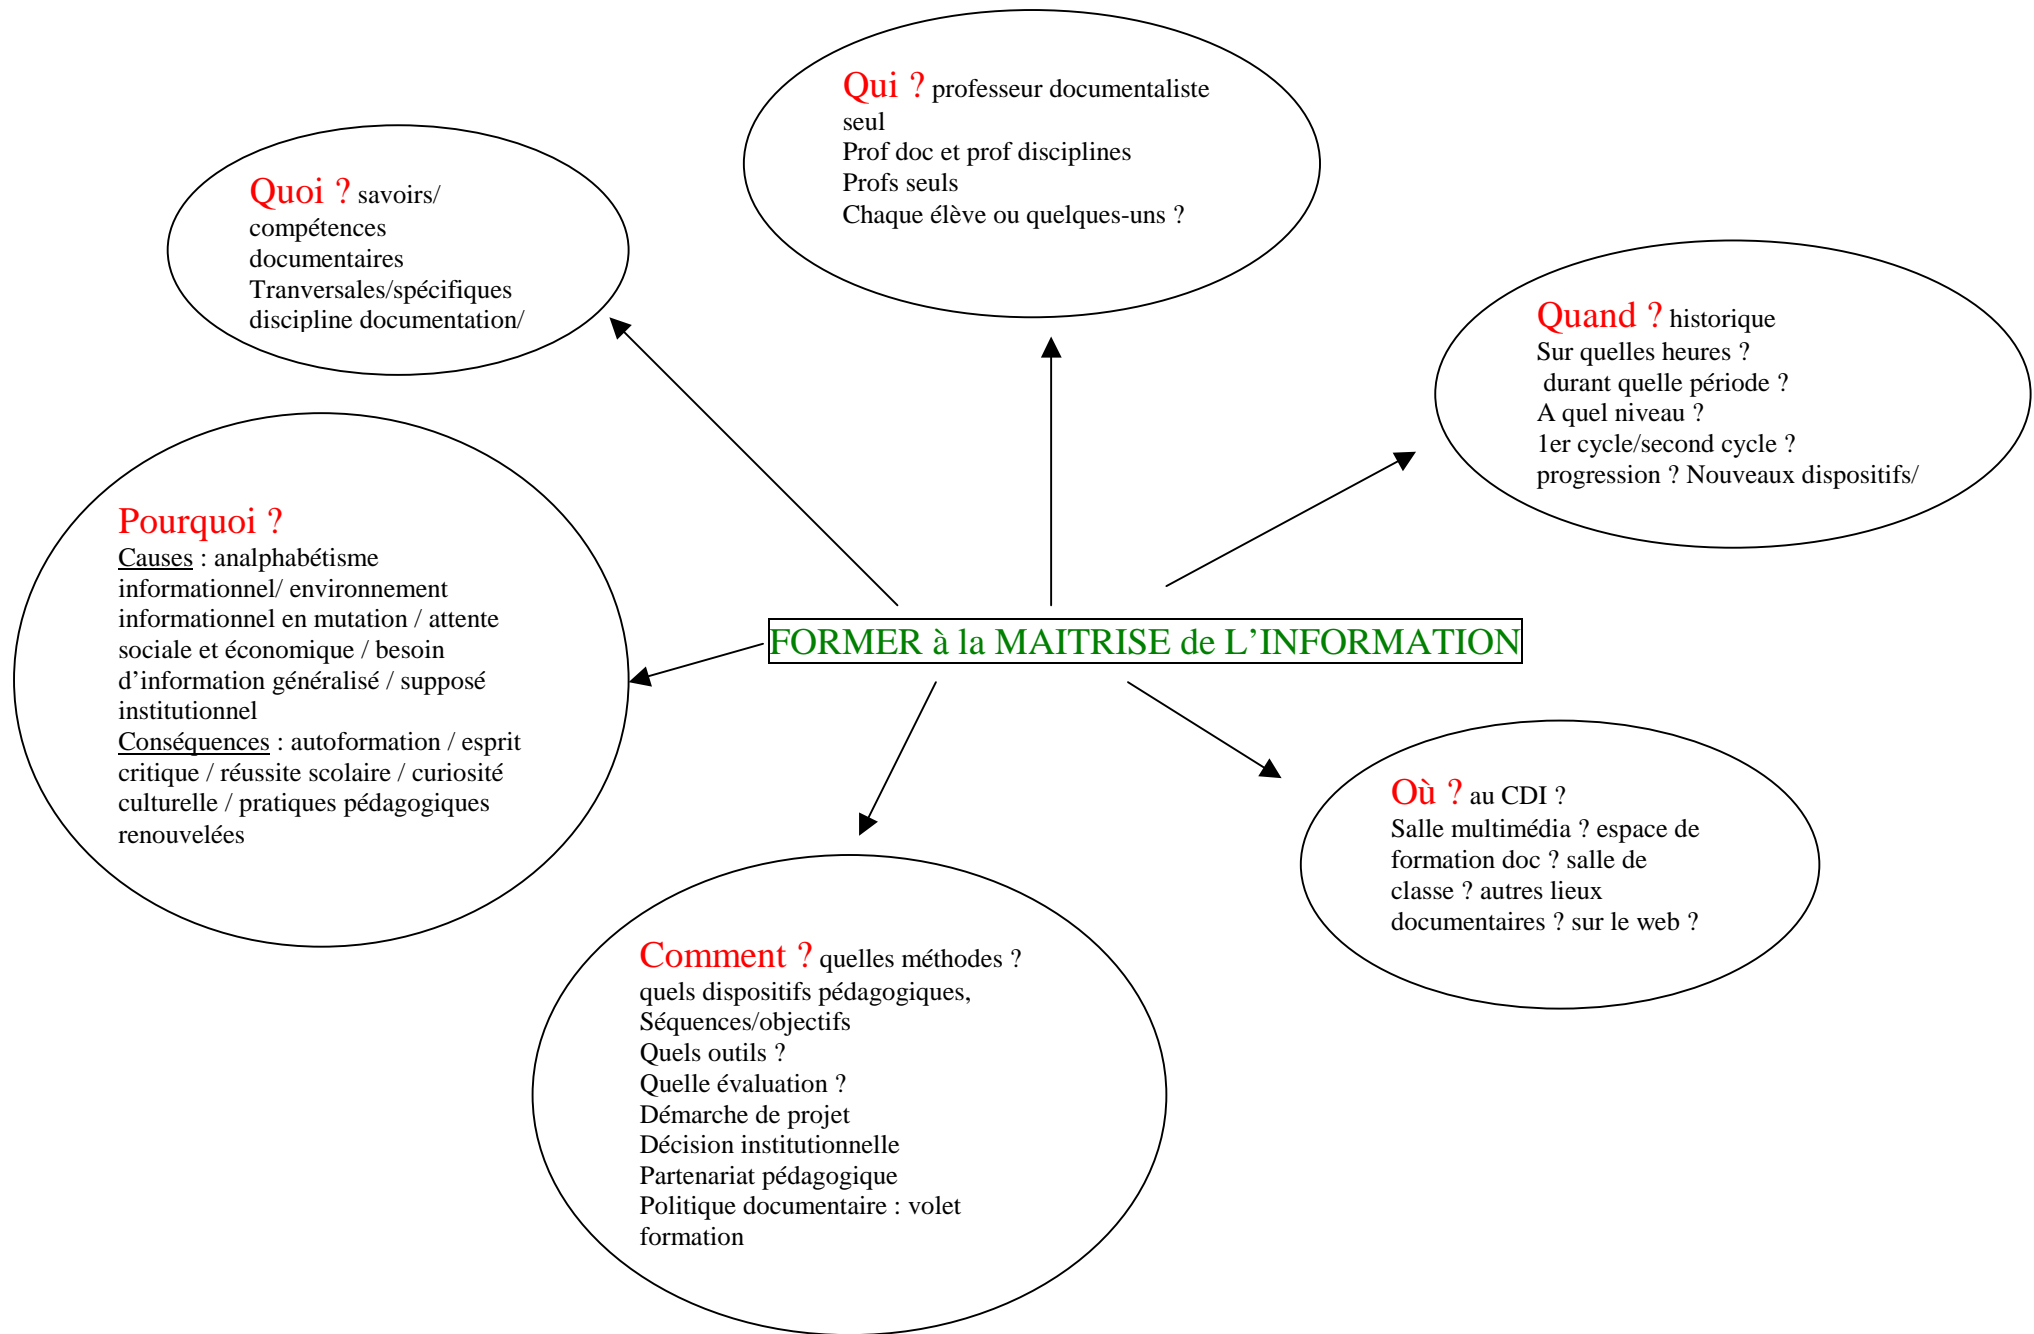 Qui ? professeur documentaliste
seul
Prof doc et prof disciplines
Profs seuls
Chaque élève ou quelques-uns ?
Quoi ? savoirs/
compétences
documentaires
Tranversales/spécifiques
discipline documentation/
Quand ? historique
Sur quelles heures ?
durant quelle période ?
A quel niveau ?
1er cycle/second cycle ?
progression ? Nouveaux dispositifs/
Pourquoi ?
Causes : analphabétisme
informationnel/ environnement
informationnel en mutation / attente
sociale et économique / besoin
d’information généralisé / supposé
institutionnel
Conséquences : autoformation / esprit
critique / réussite scolaire / curiosité
culturelle / pratiques pédagogiques
renouvelées
FORMER à la MAITRISE de L’INFORMATION
Où ? au CDI ?
Salle multimédia ? espace de
formation doc ? salle de
classe ? autres lieux
documentaires ? sur le web ?
Comment ? quelles méthodes ?
quels dispositifs pédagogiques,
Séquences/objectifs
Quels outils ?
Quelle évaluation ?
Démarche de projet
Décision institutionnelle
Partenariat pédagogique
Politique documentaire : volet
formation